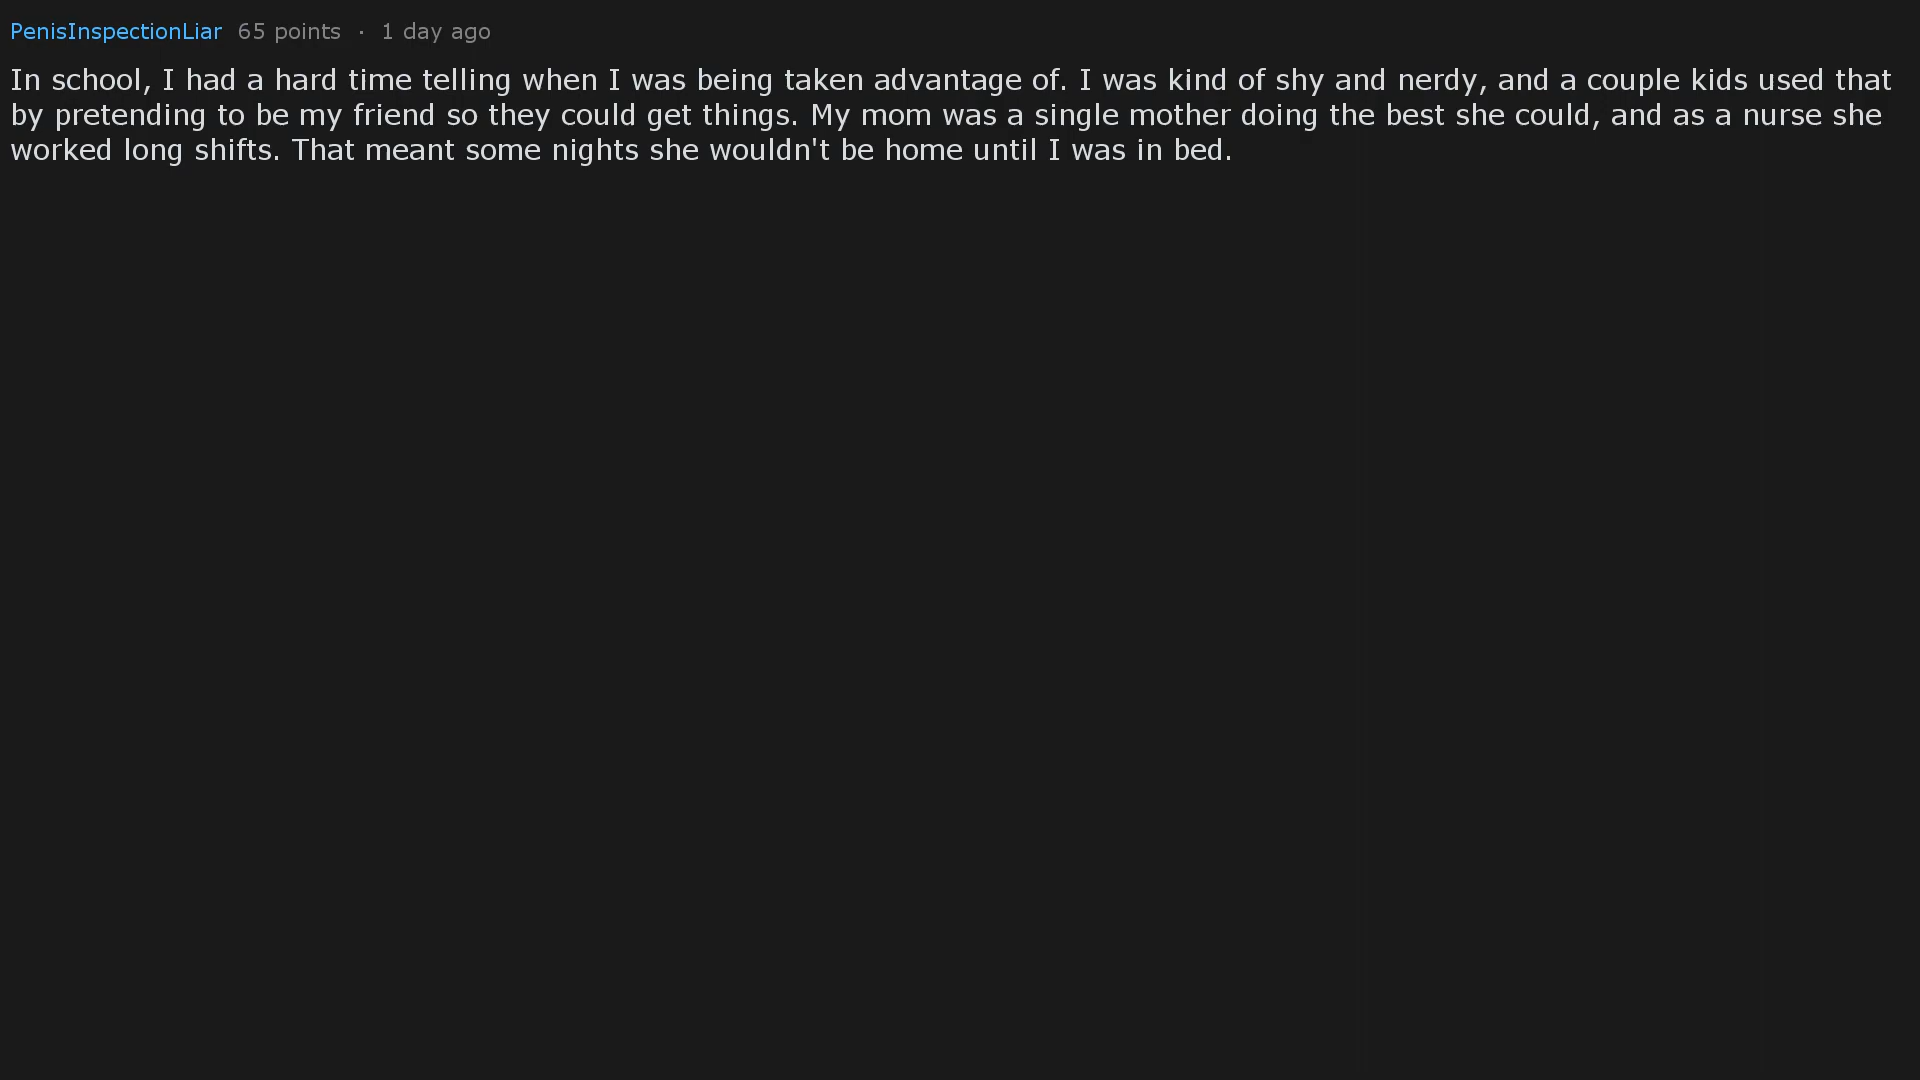 PenisInspectionLiar 65 points · 1 day ago
In school, I had a hard time telling when I was being taken advantage of. I was kind of shy and nerdy, and a couple kids used that
by pretending to be my friend so they could get things. My mom was a single mother doing the best she could, and as a nurse she
worked long shifts. That meant some nights she wouldn't be home until I was in bed.